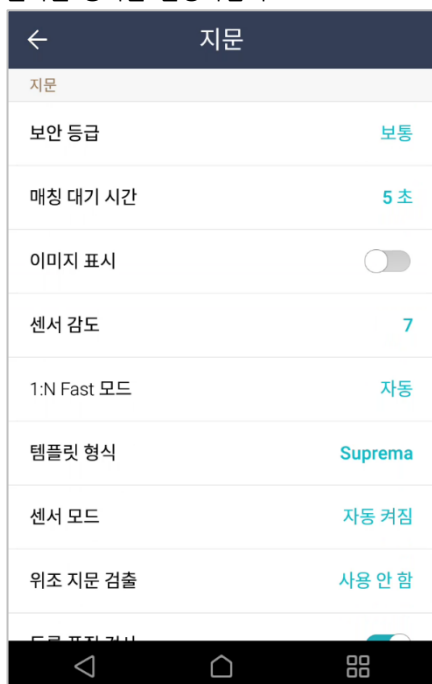 지문
지문
보안 등급 보통
매칭 대기 시간 5 초
이미지 표시
센서 감도 7
1:N Fast 모드 자동
템플릿 형식 Suprema
센서 모드 자동 켜짐
위조 지문 검출 사용 안 함